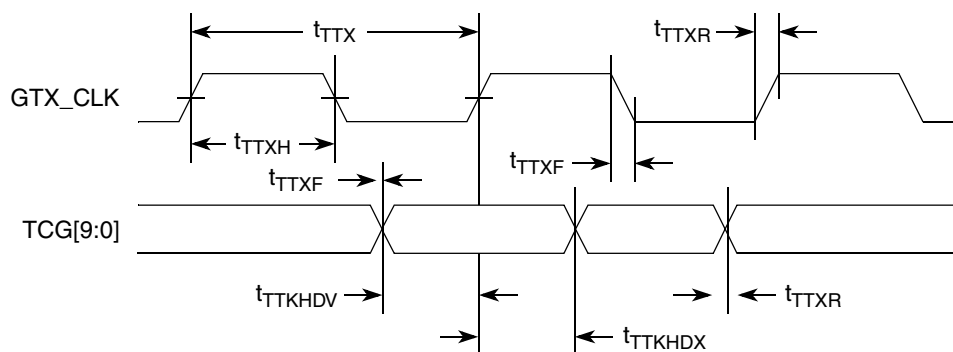 tTTX
tTTXR
GTX_CLK
tTTXH
tTTXF
tTTXF
TCG[9:0]
tTTKHDV
tTTXR
tTTKHDX